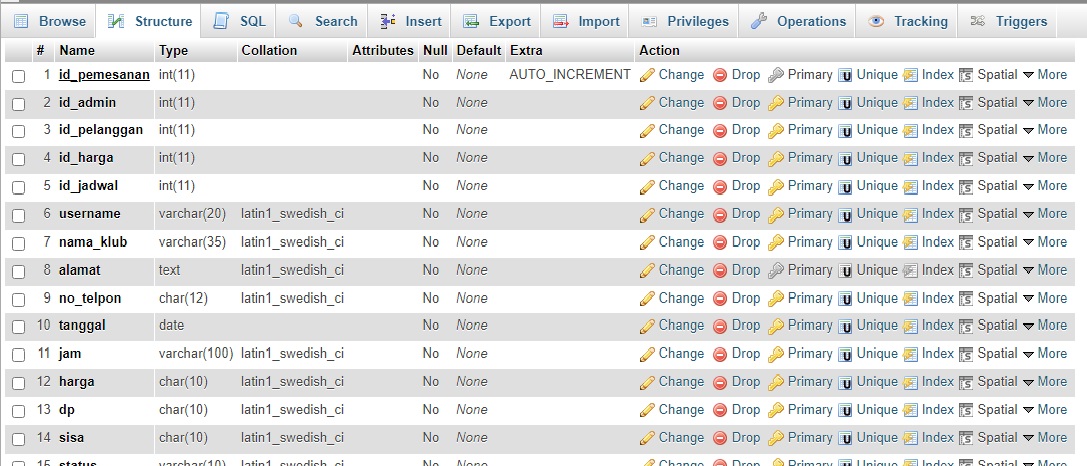 Browse Structure SQL Search Insert Export Import Privileges Operations Tracking Triggers
# Name Type Collation Attributes Null Default Extra Action
1 id_pemesanan int(11) No None AUTO_INCREMENT Change Drop Primary Unique Index Spatial More
2 id_admin int(11) No None Change Drop Primary Unique Index Spatial More
3 id_pelanggan int(11) No None Change Drop Primary Unique Index Spatial More
4 id_harga int(11) No None Change Drop Primary Unique Index Spatial More
5 id_jadwal int(11) No None Change Drop Primary Unique Index Spatial More
6 username varchar(20) latin1_swedish_ci No None Change Drop Primary Unique Index Spatial More
7 nama_klub varchar(35) latin1_swedish_ci No None Change Drop Primary Unique Index Spatial More
8 alamat text latin1_swedish_ci No None Change Drop Primary Unique Index Spatial More
9 no_telpon char(12) latin1_swedish_ci No None Change Drop Primary Unique Index Spatial More
10 tanggal date No None Change Drop Primary Unique Index Spatial More
11 jam varchar(100) latin1_swedish_ci No None Change Drop Primary Unique Index Spatial More
12 harga char(10) latin1_swedish_ci No None Change Drop Primary Unique Index Spatial More
13 dp char(10) latin1_swedish_ci No None Change Drop Primary Unique Index Spatial More
14 sisa char(10) latin1_swedish_ci No None Change Drop Primary Unique Index Spatial More
15 status varchar(10) latin1_swedish_ci No None Change Drop Primary Unique Index Spatial More